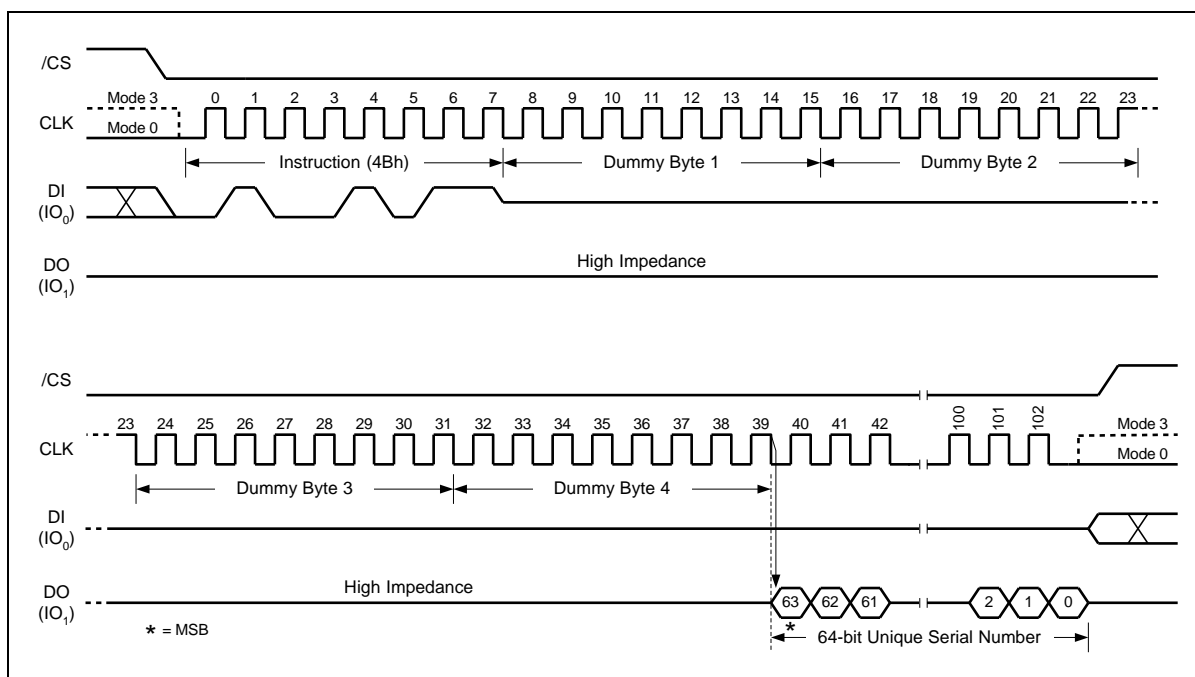 /CS
Mode 3
CLK
Mode 0
0 1 2 3 4 5 6 7 8 9 10 11 12 13 14 15 16 17 18 19 20 21 22 23
Instruction (4Bh) Dummy Byte 1 Dummy Byte 2
DI
(IO0)
DO
(IO1)
High Impedance
/CS
23 24 25 26 27 28 29 30 31 32 33 34 35 36 37 38 39 40 41 42 100 101 102
CLK
Mode 3
Mode 0
Dummy Byte 3 Dummy Byte 4
DI
(IO0)
DO
(IO1)
High Impedance
63 62 61 2 1 0
* = MSB
*
64-bit Unique Serial Number